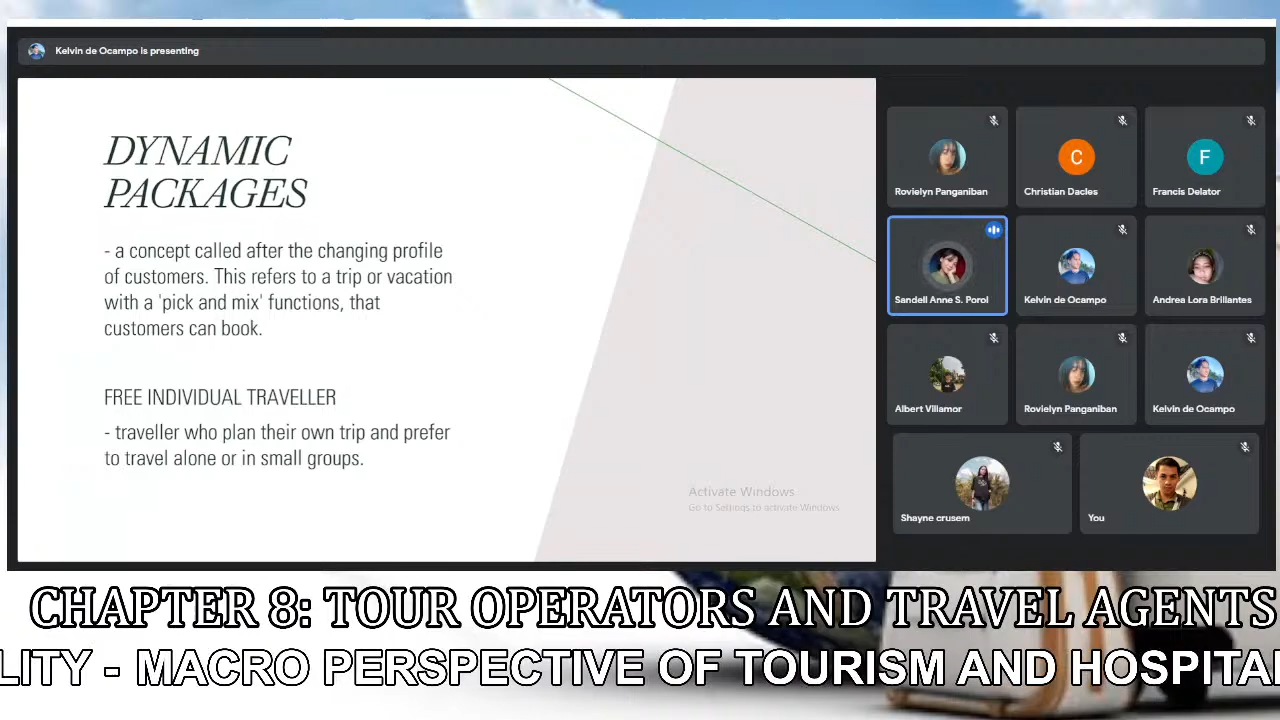 Kelvin de Ocampo is presenting
DYNAMIC
PACKAGES
- a concept called after the changing profile
of customers. This refers to a trip or vacation
with a 'pick and mix' functions, that
customers can book.
FREE INDIVIDUAL TRAVELLER
- traveller who plan their own trip and prefer
to travel alone or in small groups.
Activate Windows
Go to Settings to activate Windows.
Rovielyn Panganiban
C
Christian Dacles
F
Francis Delator
Sandell Anne S. Porol
Kelvin de Ocampo
Andrea Lora Brillantes
Albert Villamor
Rovielyn Panganiban
Kelvin de Ocampo
Shayne crusem
You
CHAPTER 8: TOUR OPERATORS AND TRAVEL AGENTS
LITY - MACRO PERSPECTIVE OF TOURISM AND HOSPITAL